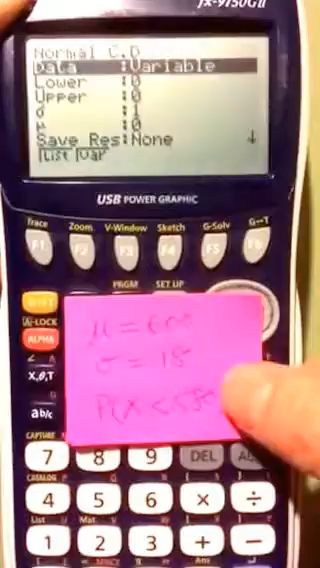 fx-9750GII
Normal C.D
Data :Variable
Lower :0
Upper :0
σ :1
μ :0
Save Res:None ↓
List Var
USB POWER GRAPHIC
Trace Zoom V-Window Sketch G-Solv G↔T
F1 F2 F3 F4 F5 F6
PRGM SET UP
SHIFT
A-LOCK
ALPHA
μ = 600
σ = 18
P(X < 580
X,θ,T
ab/c
CAPTURE
7 8 9 DEL
CATALOG
4 5 6 × ÷
List Mat
1 2 3 + −
Ans